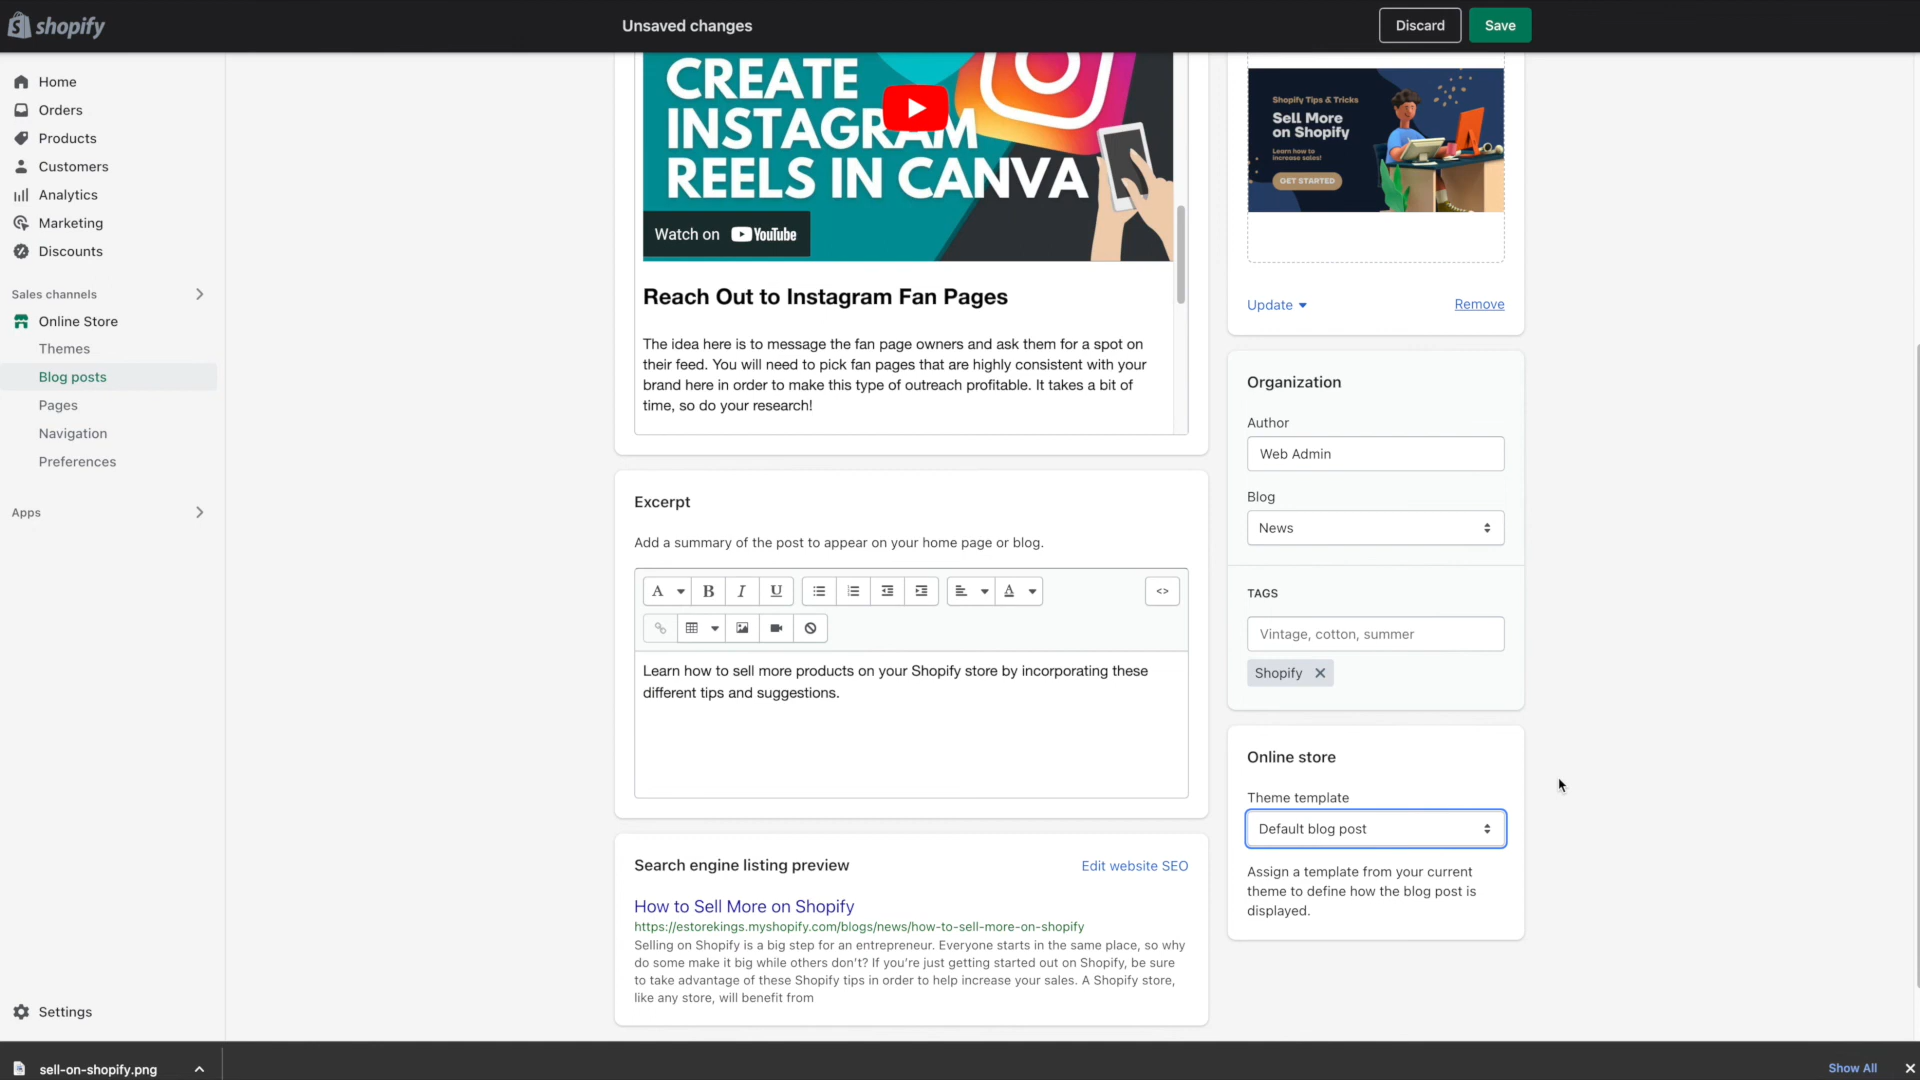 shopify
Unsaved changes
Discard
Save
Home
Orders
Products
Customers
Analytics
Marketing
Discounts
Sales channels
Online Store
Themes
Blog posts
Pages
Navigation
Preferences
Apps
Settings
CREATE
INSTAGRAM
REELS IN CANVA
Watch on YouTube
Reach Out to Instagram Fan Pages
The idea here is to message the fan page owners and ask them for a spot on
their feed. You will need to pick fan pages that are highly consistent with your
brand here in order to make this type of outreach profitable. It takes a bit of
time, so do your research!
Excerpt
Add a summary of the post to appear on your home page or blog.
A B I U A <>
Learn how to sell more products on your Shopify store by incorporating these
different tips and suggestions.
Search engine listing preview
Edit website SEO
How to Sell More on Shopify
https://estorekings.myshopify.com/blogs/news/how-to-sell-more-on-shopify
Selling on Shopify is a big step for an entrepreneur. Everyone starts in the same place, so why
do some make it big while others don't? If you're just getting started out on Shopify, be sure
to take advantage of these Shopify tips in order to help increase your sales. A Shopify store,
like any store, will benefit from
Shopify Tips & Tricks
Sell More
on Shopify
Learn how to
increase sales!
GET STARTED
Update
Remove
Organization
Author
Web Admin
Blog
News
TAGS
Vintage, cotton, summer
Shopify
Online store
Theme template
Default blog post
Assign a template from your current
theme to define how the blog post is
displayed.
sell-on-shopify.png
Show All